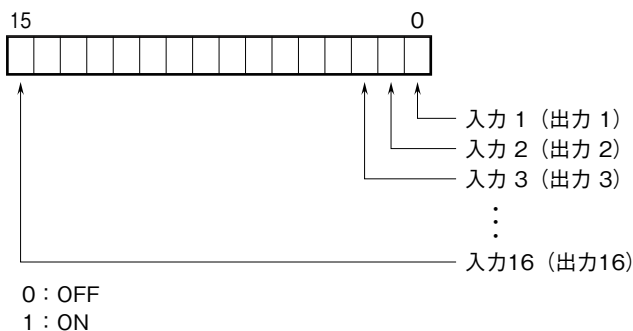 15 0
入力 1（出力 1）
入力 2（出力 2）
入力 3（出力 3）
⋮
入力16（出力16）
0：OFF
1：ON